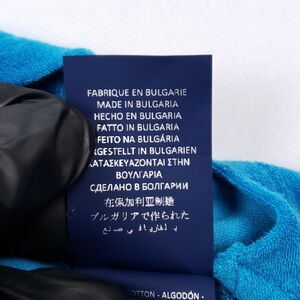 FABRIQUE EN BULGARIE
MADE IN BULGARIA
HECHO EN BULGARIA
FATTO IN BULGARIA
FEITO NA BULGÁRIA
ERGESTELLT IN BULGARIEN
ΚΑΤΑΣΚΕΥΑΖΟΝΤΑΙ ΣΤΗΝ
ΒΟΥΛΓΑΡΙΑ
СДЕЛАНО В БОЛГАРИИ
在保加利亚制造
ブルガリアで作られた
COTTON - ALGODÓN -